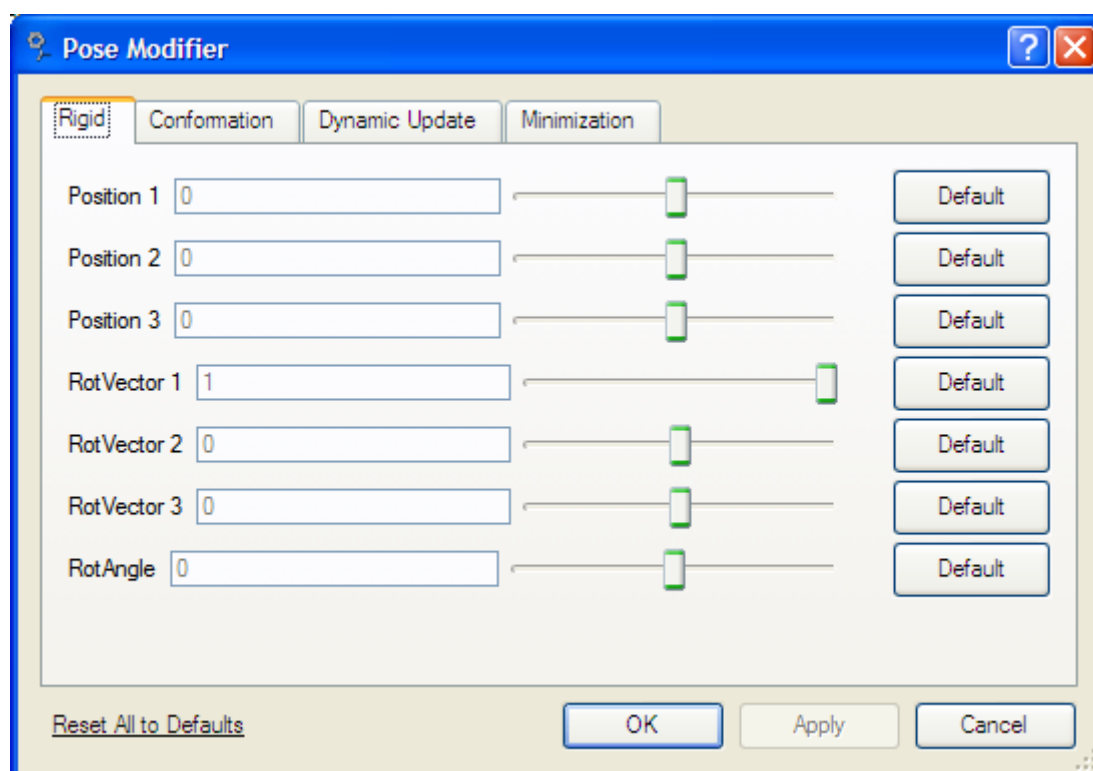 Pose Modifier
Rigid Conformation Dynamic Update Minimization
Position 1 0 Default
Position 2 0 Default
Position 3 0 Default
RotVector 1 1 Default
RotVector 2 0 Default
RotVector 3 0 Default
RotAngle 0 Default
Reset All to Defaults OK Apply Cancel